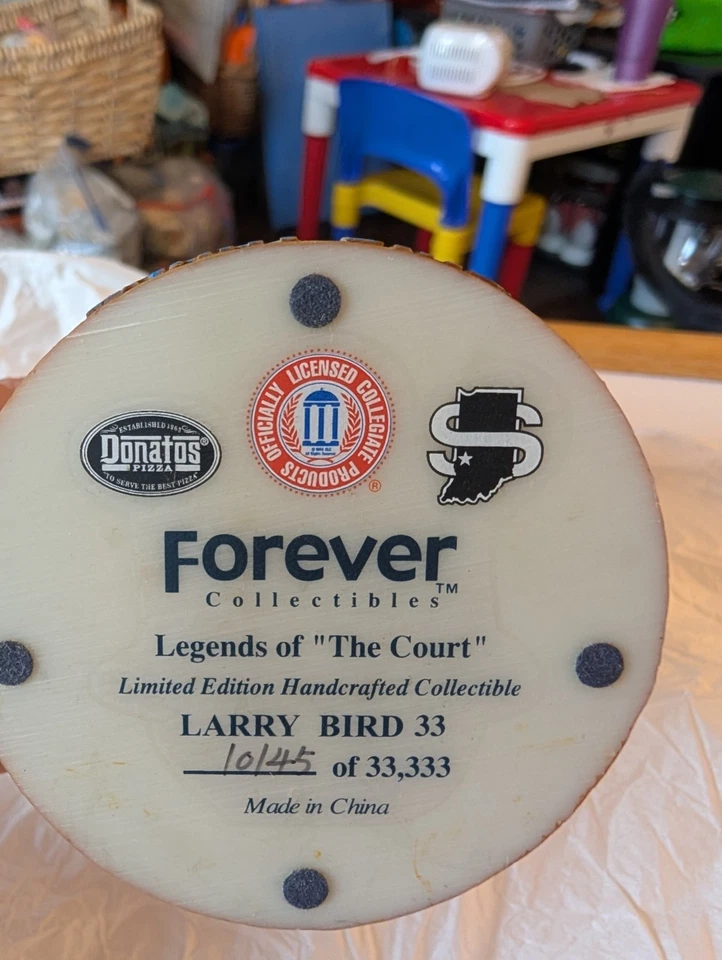 ESTABLISHED 1963
Donatos®
PIZZA
TO SERVE THE BEST PIZZA
OFFICIALLY LICENSED COLLEGIATE PRODUCTS
®
S
Forever
Collectibles™
Legends of "The Court"
Limited Edition Handcrafted Collectible
LARRY BIRD 33
10145 of 33,333
Made in China